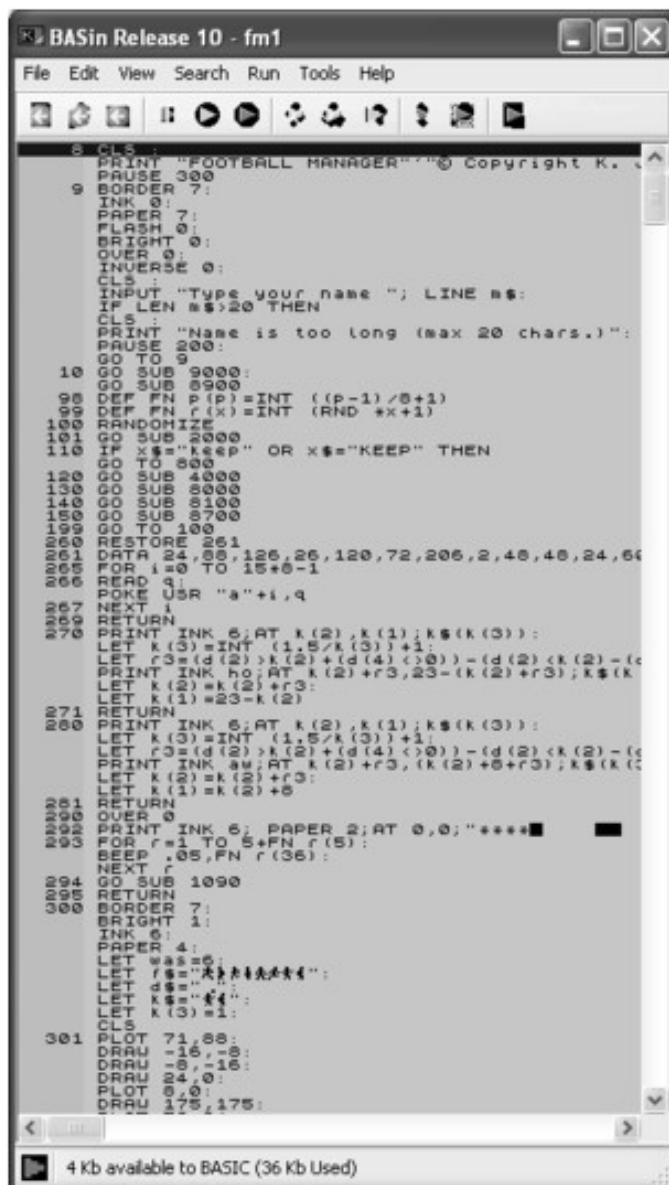 BASin Release 10 - fm1
File Edit View Search Run Tools Help
8 CLS :
PRINT "FOOTBALL MANAGER"'"© Copyright K. J
PAUSE 300
9 BORDER 7:
INK 0:
PAPER 7:
FLASH 0:
BRIGHT 0:
OVER 0:
INVERSE 0:
CLS :
INPUT "Type your name "; LINE m$:
IF LEN m$>20 THEN
CLS :
PRINT "Name is too long (max 20 chars.)":
PAUSE 200:
GO TO 9
10 GO SUB 9000:
GO SUB 8900
98 DEF FN p(p)=INT ((p-1)/8+1)
99 DEF FN r(x)=INT (RND *x+1)
100 RANDOMIZE
101 GO SUB 2000
110 IF x$="keep" OR x$="KEEP" THEN
GO TO 800
120 GO SUB 4000
130 GO SUB 6000
140 GO SUB 8100
150 GO SUB 8700
199 GO TO 100
260 RESTORE 261
261 DATA 24,88,126,26,120,72,206,2,48,48,24,60
265 FOR i=0 TO 15*8-1
266 READ q:
POKE USR "a"+i,q
267 NEXT i
269 RETURN
270 PRINT INK 6;AT k(2),k(1);k$(k(3)):
LET k(3)=INT (1.5/k(3))+1:
LET r3=(d(2)>k(2)+(d(4)<>0))-(d(2)<k(2)-(d
PRINT INK ho;AT k(2)+r3,23-(k(2)+r3);k$(k
LET k(2)=k(2)+r3:
LET k(1)=23-k(2)
271 RETURN
280 PRINT INK 6;AT k(2),k(1);k$(k(3)):
LET k(3)=INT (1.5/k(3))+1:
LET r3=(d(2)>k(2)+(d(4)<>0))-(d(2)<k(2)-(d
PRINT INK aw;AT k(2)+r3,(k(2)+8+r3);k$(k(3
LET k(2)=k(2)+r3:
LET k(1)=k(2)+8
281 RETURN
290 OVER 0
292 PRINT INK 6; PAPER 2;AT 0,0;"****
293 FOR r=1 TO 5+FN r(5):
BEEP .05,FN r(36):
NEXT r
294 GO SUB 1090
295 RETURN
300 BORDER 7:
BRIGHT 1:
INK 6:
PAPER 4:
LET was=6:
LET f$="":
LET d$=" .":
LET k$="":
LET k(3)=1:
CLS
301 PLOT 71,88:
DRAW -16,-8:
DRAW -8,-16:
DRAW 24,0:
PLOT 8,0:
DRAW 175,175:
4 Kb available to BASIC (36 Kb Used)